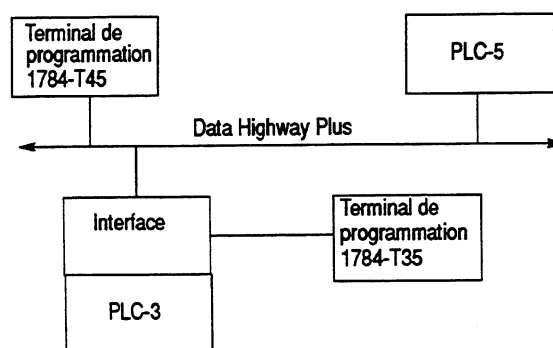 Terminal de
programmation
1784-T45
PLC-5
Data Highway Plus
Interface
Terminal de
programmation
1784-T35
PLC-3